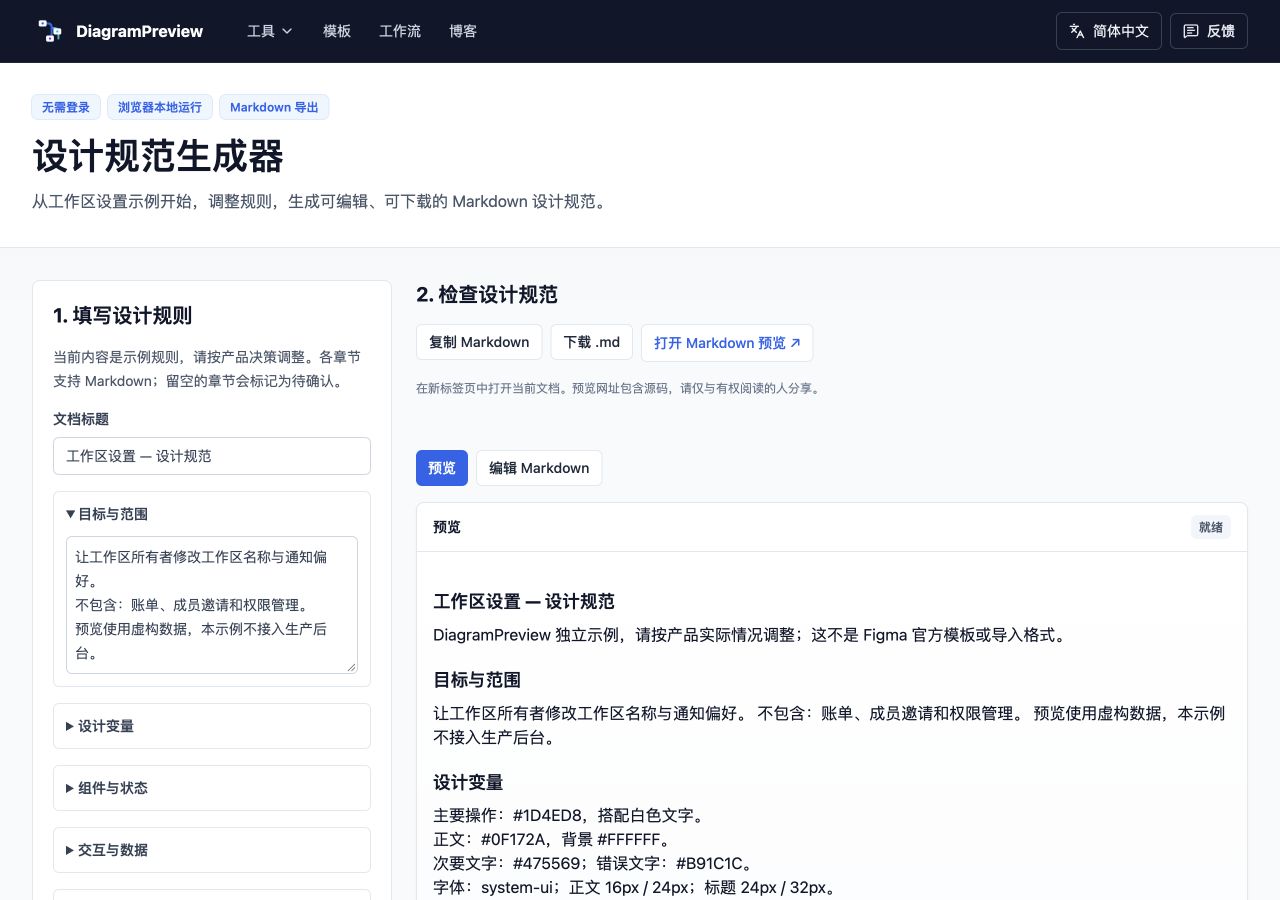 DiagramPreview
工具
模板
工作流
博客
简体中文
反馈
无需登录
浏览器本地运行
Markdown 导出
设计规范生成器
从工作区设置示例开始，调整规则，生成可编辑、可下载的 Markdown 设计规范。
1. 填写设计规则
当前内容是示例规则，请按产品决策调整。各章节
支持 Markdown；留空的章节会标记为待确认。
文档标题
工作区设置 — 设计规范
▼目标与范围
让工作区所有者修改工作区名称与通知偏
好。
不包含：账单、成员邀请和权限管理。
预览使用虚构数据，本示例不接入生产后
台。
▶ 设计变量
▶ 组件与状态
▶ 交互与数据
2. 检查设计规范
复制 Markdown
下载 .md
打开 Markdown 预览 ↗
在新标签页中打开当前文档。预览网址包含源码，请仅与有权阅读的人分享。
预览
编辑 Markdown
预览
就绪
工作区设置 — 设计规范
DiagramPreview 独立示例，请按产品实际情况调整；这不是 Figma 官方模板或导入格式。
目标与范围
让工作区所有者修改工作区名称与通知偏好。 不包含：账单、成员邀请和权限管理。 预览使用虚构数据，本示例
不接入生产后台。
设计变量
主要操作：#1D4ED8，搭配白色文字。
正文：#0F172A，背景 #FFFFFF。
次要文字：#475569；错误文字：#B91C1C。
字体：system-ui；正文 16px / 24px；标题 24px / 32px。